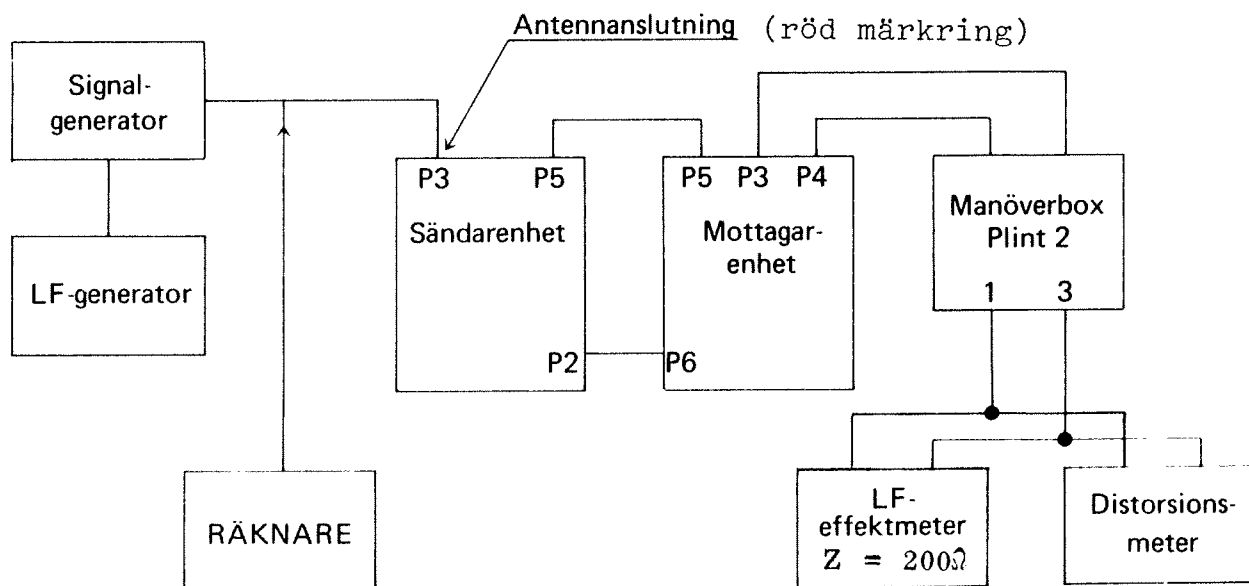 Antennanslutning (röd märkring)
Signal-
generator
LF-generator
RÄKNARE
P3 P5
Sändarenhet
P2
P5 P3 P4
Mottagar-
enhet
P6
Manöverbox
Plint 2
1 3
LF-
effektmeter
Z = 200Ω
Distorsions-
meter